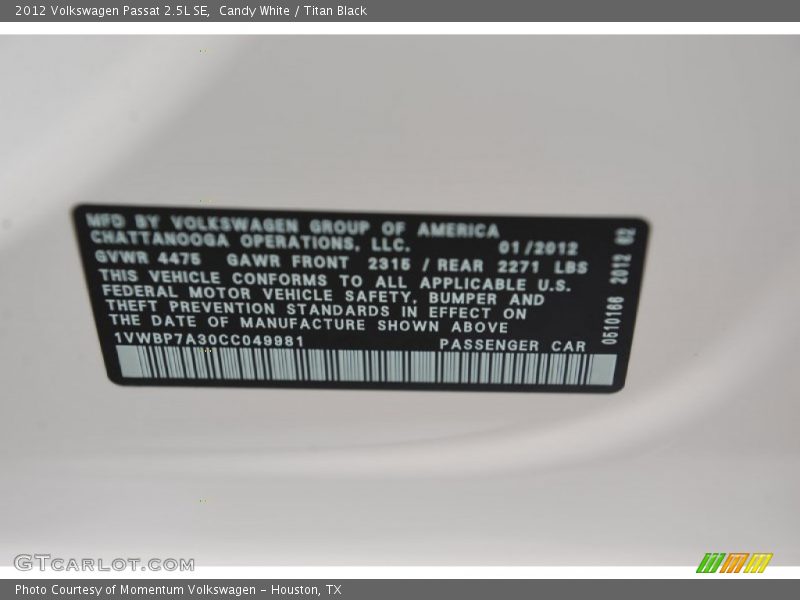 2012 Volkswagen Passat 2.5L SE,  Candy White / Titan Black
MFD BY VOLKSWAGEN GROUP OF AMERICA
CHATTANOOGA OPERATIONS, LLC. 01/2012
GVWR 4475 GAWR FRONT 2315 / REAR 2271 LBS
THIS VEHICLE CONFORMS TO ALL APPLICABLE U.S.
FEDERAL MOTOR VEHICLE SAFETY, BUMPER AND
THEFT PREVENTION STANDARDS IN EFFECT ON
THE DATE OF MANUFACTURE SHOWN ABOVE
1VWBP7A30CC049981 PASSENGER CAR
0510166 2012 02
GTCARLOT.COM
Photo Courtesy of Momentum Volkswagen – Houston, TX